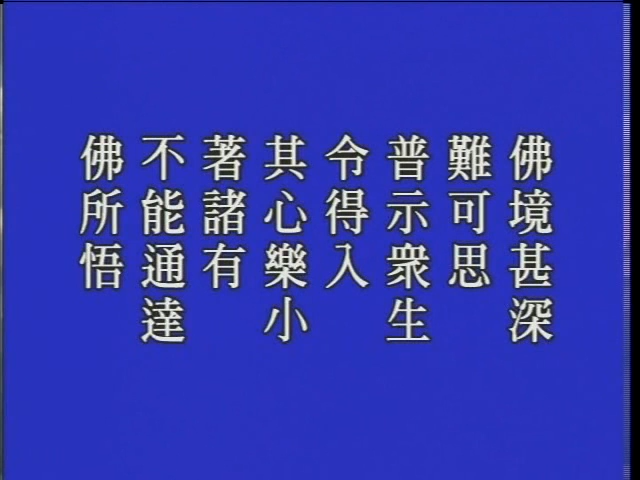 佛境甚深
難可思
普示眾生
令得入
其心樂小
著諸有
不能通達
佛所悟